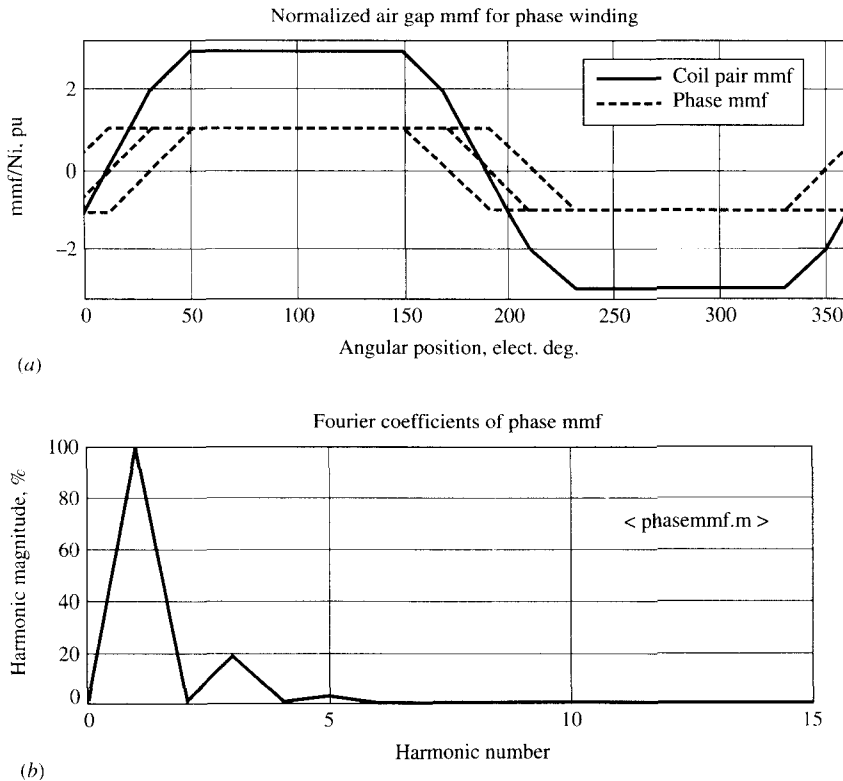 Normalized air gap mmf for phase winding
mmf/Ni, pu
2
0
−2
Coil pair mmf
Phase mmf
0 50 100 150 200 250 300 350
Angular position, elect. deg.
(a)
Fourier coefficients of phase mmf
Harmonic magnitude, %
100
80
60
40
20
0
< phasemmf.m >
0 5 10 15
Harmonic number
(b)